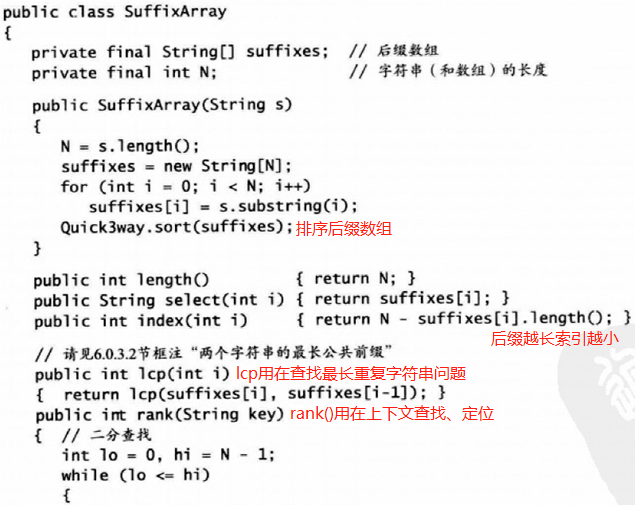 public class SuffixArray
{
private final String[] suffixes; // 后缀数组
private final int N; // 字符串（和数组）的长度
public SuffixArray(String s)
{
N = s.length();
suffixes = new String[N];
for (int i = 0; i < N; i++)
suffixes[i] = s.substring(i);
Quick3way.sort(suffixes); 排序后缀数组
}
public int length() { return N; }
public String select(int i) { return suffixes[i]; }
public int index(int i) { return N - suffixes[i].length(); }
后缀越长索引越小
// 请见6.0.3.2节框注“两个字符串的最长公共前缀”
public int lcp(int i) lcp用在查找最长重复字符串问题
{ return lcp(suffixes[i], suffixes[i-1]); }
public int rank(String key) rank()用在上下文查找、定位
{ // 二分查找
int lo = 0, hi = N - 1;
while (lo <= hi)
{